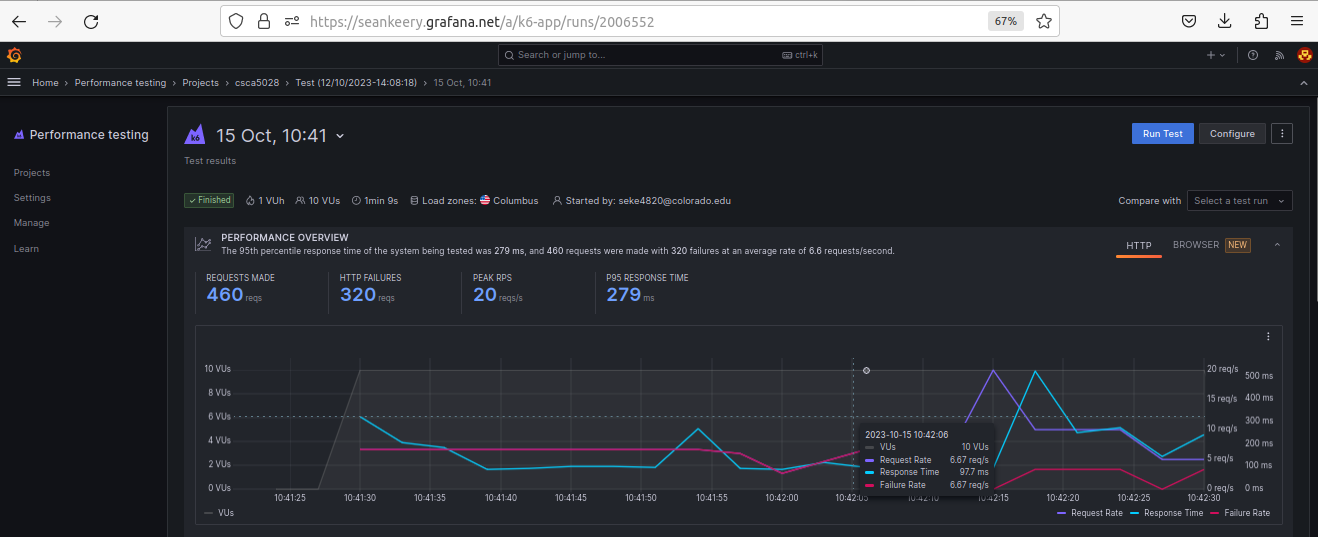 https://seankeery.grafana.net/a/k6-app/runs/2006552 67%
Search or jump to... ctrl+k
Home › Performance testing › Projects › csca5028 › Test (12/10/2023-14:08:18) › 15 Oct, 10:41
Performance testing
Projects
Settings
Manage
Learn
k6 15 Oct, 10:41
Run Test Configure
Test results
Finished 1 VUh 10 VUs 1min 9s Load zones: Columbus Started by: seke4820@colorado.edu
Compare with Select a test run
PERFORMANCE OVERVIEW
The 95th percentile response time of the system being tested was 279 ms, and 460 requests were made with 320 failures at an average rate of 6.6 requests/second.
HTTP BROWSER NEW
REQUESTS MADE HTTP FAILURES PEAK RPS P95 RESPONSE TIME
460 reqs 320 reqs 20 reqs/s 279 ms
10 VUs
8 VUs
6 VUs
4 VUs
2 VUs
0 VUs
20 req/s
15 req/s
10 req/s
5 req/s
0 req/s
500 ms
400 ms
300 ms
200 ms
100 ms
0 ms
2023-10-15 10:42:06
VUs 10 VUs
Request Rate 6.67 req/s
Response Time 97.7 ms
Failure Rate 6.67 req/s
10:41:25 10:41:30 10:41:35 10:41:40 10:41:45 10:41:50 10:41:55 10:42:00 10:42:05 10:42:10 10:42:15 10:42:20 10:42:25 10:42:30
VUs
Request Rate Response Time Failure Rate